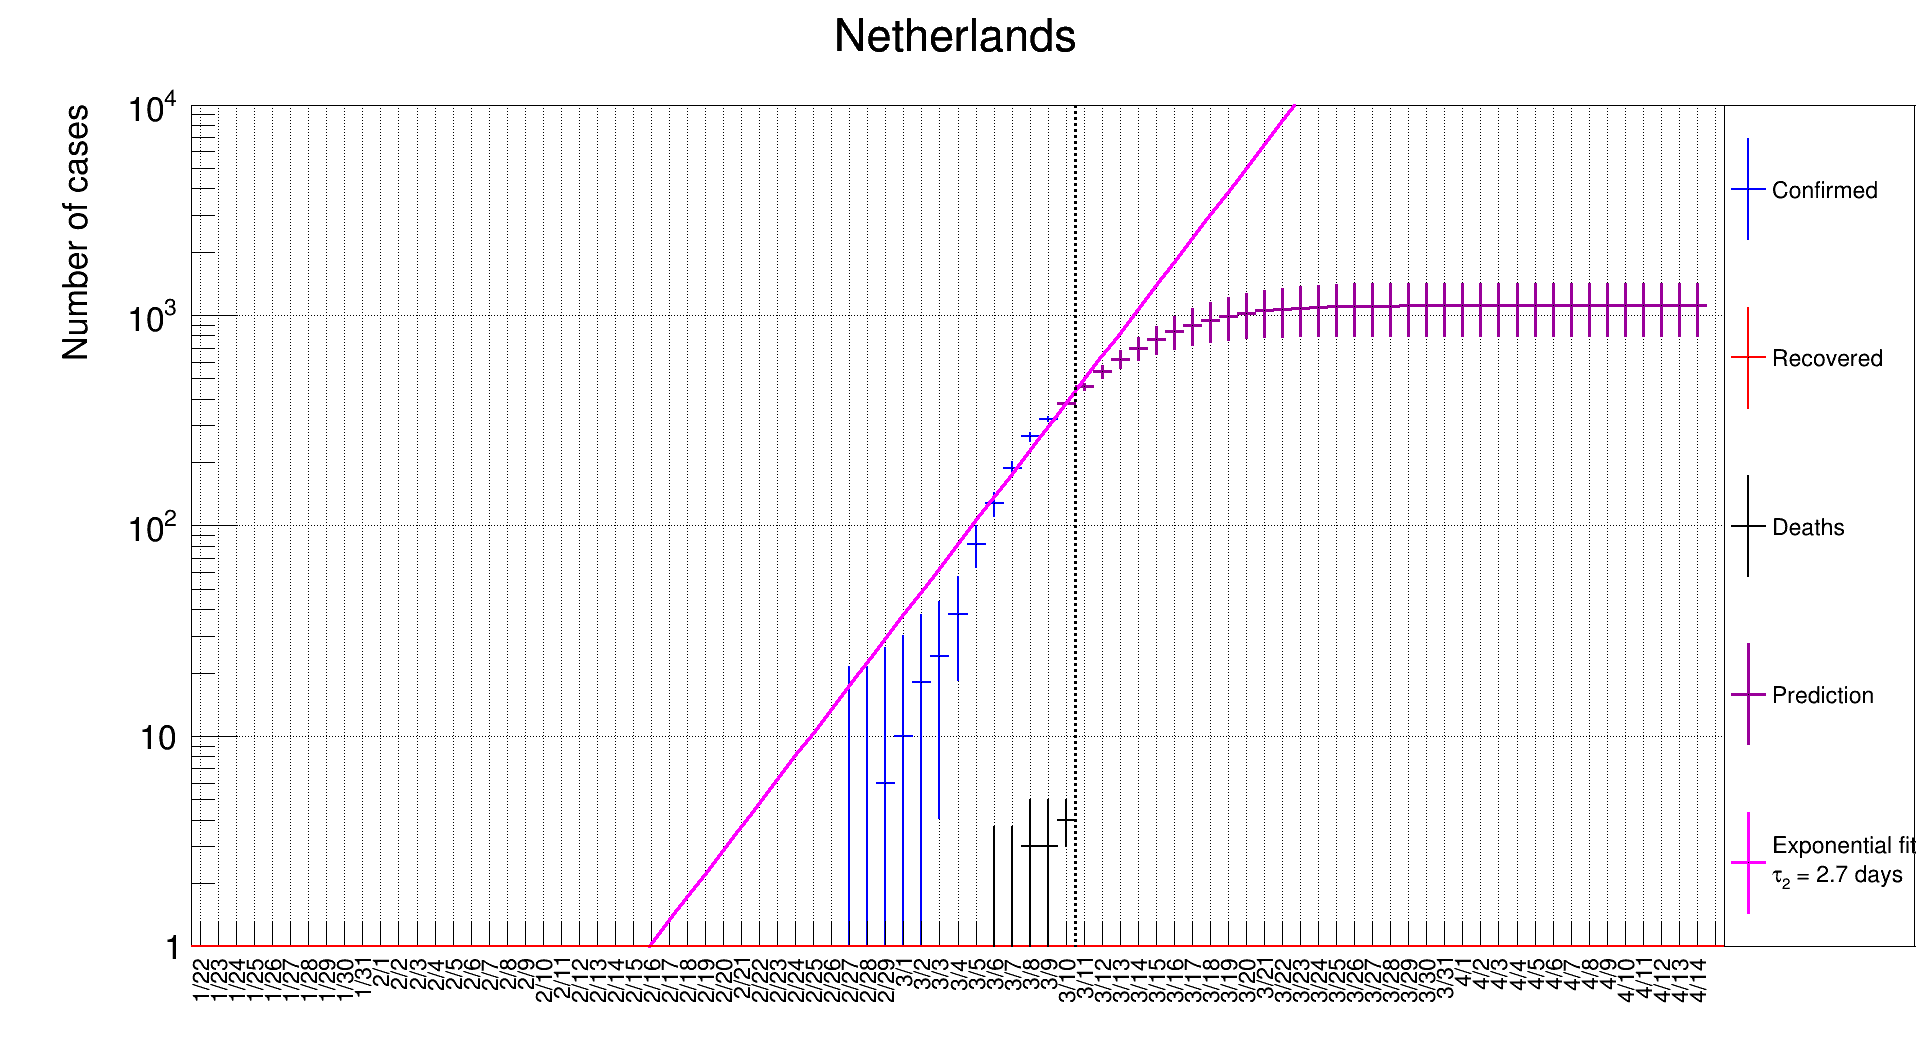 Netherlands
Number of cases
10⁴
10³
10²
10
1
1/22 1/23 1/24 1/25 1/26 1/27 1/28 1/29 1/30 1/31 2/1 2/2 2/3 2/4 2/5 2/6 2/7 2/8 2/9 2/10 2/11 2/12 2/13 2/14 2/15 2/16 2/17 2/18 2/19 2/20 2/21 2/22 2/23 2/24 2/25 2/26 2/27 2/28 2/29 3/1 3/2 3/3 3/4 3/5 3/6 3/7 3/8 3/9 3/10 3/11 3/12 3/13 3/14 3/15 3/16 3/17 3/18 3/19 3/20 3/21 3/22 3/23 3/24 3/25 3/26 3/27 3/28 3/29 3/30 3/31 4/1 4/2 4/3 4/4 4/5 4/6 4/7 4/8 4/9 4/10 4/11 4/12 4/13 4/14
Confirmed
Recovered
Deaths
Prediction
Exponential fit
τ₂ = 2.7 days